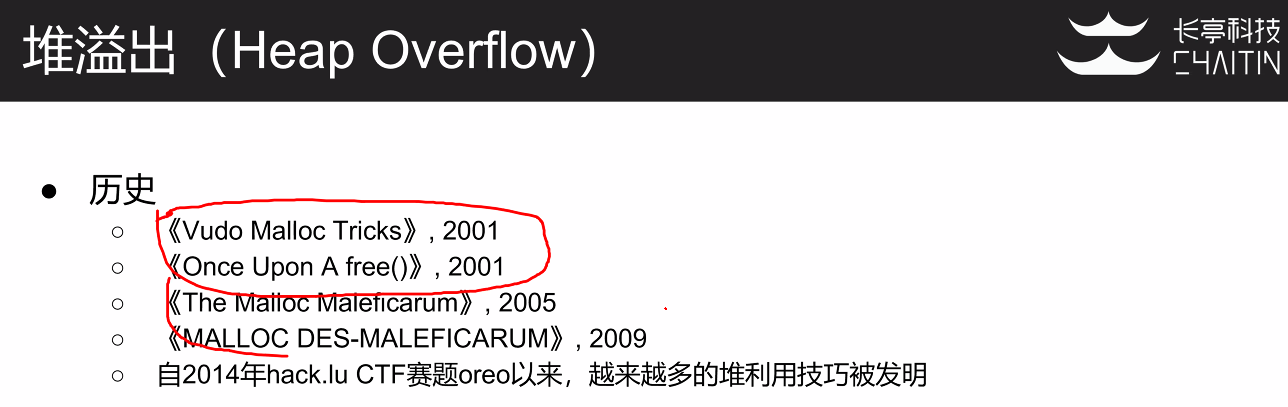 堆溢出（Heap Overflow）
长亭科技
CHAITIN
● 历史
○ 《Vudo Malloc Tricks》, 2001
○ 《Once Upon A free()》, 2001
○ 《The Malloc Maleficarum》, 2005
○ 《MALLOC DES-MALEFICARUM》, 2009
○ 自2014年hack.lu CTF赛题oreo以来，越来越多的堆利用技巧被发明